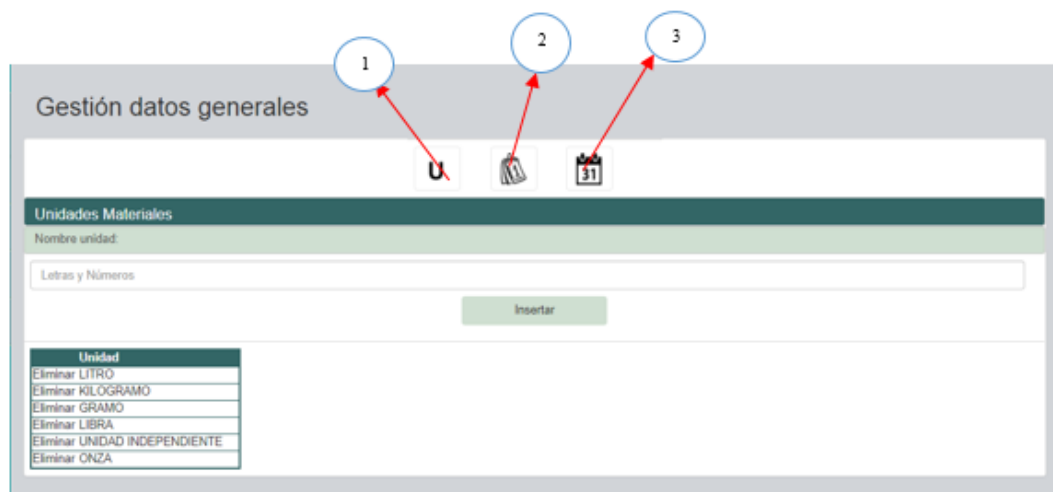 1
2
3
Gestión datos generales
U
1
31
Unidades Materiales
Nombre unidad:
Letras y Números
Insertar
Unidad
Eliminar LITRO
Eliminar KILOGRAMO
Eliminar GRAMO
Eliminar LIBRA
Eliminar UNIDAD INDEPENDIENTE
Eliminar ONZA